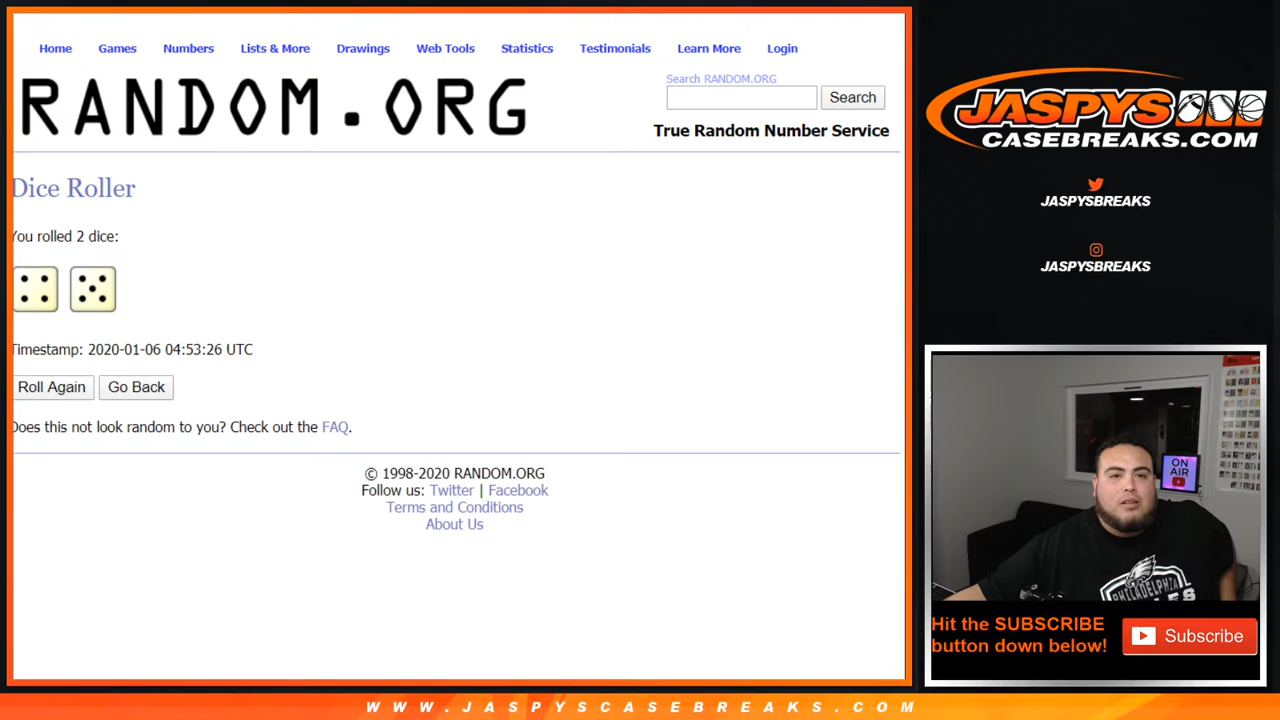 Home Games Numbers Lists & More Drawings Web Tools Statistics Testimonials Learn More Login
RANDOM.ORG
Search RANDOM.ORG
Search
True Random Number Service
Dice Roller
You rolled 2 dice:
Timestamp: 2020-01-06 04:53:26 UTC
Roll Again Go Back
Does this not look random to you? Check out the FAQ.
© 1998-2020 RANDOM.ORG
Follow us: Twitter | Facebook
Terms and Conditions
About Us
JASPYS
CASEBREAKS.COM
JASPYSBREAKS
JASPYSBREAKS
ON
AIR
PHILADELPHIA
Hit the SUBSCRIBE
button down below!
Subscribe
WWW.JASPYSCASEBREAKS.COM